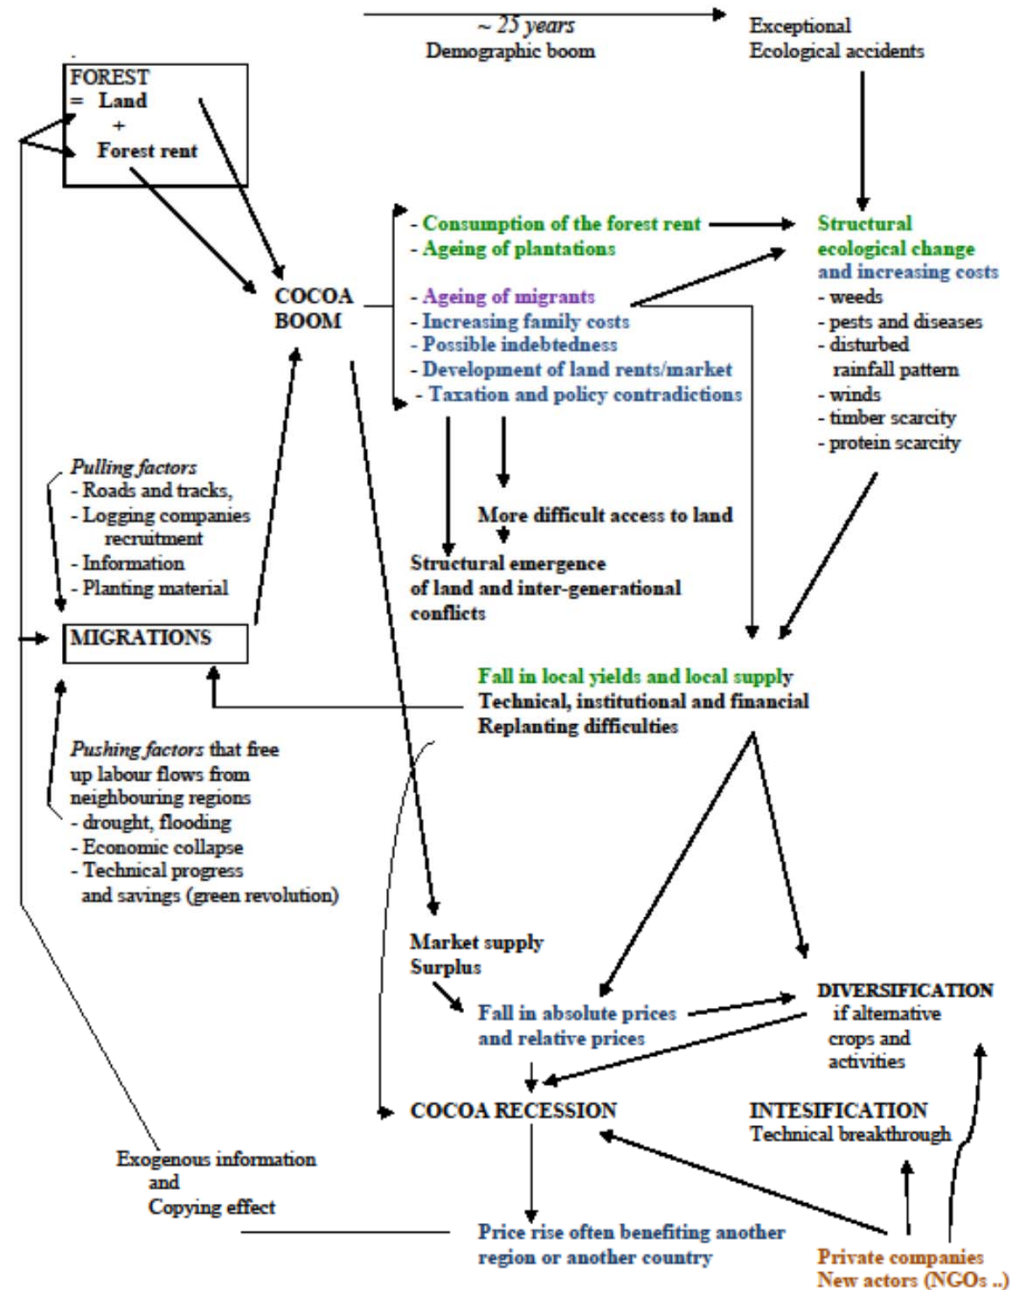 ~ 25 years
Demographic boom
Exceptional
Ecological accidents
FOREST
= Land
+
Forest rent
COCOA
BOOM
- Consumption of the forest rent
- Ageing of plantations
- Ageing of migrants
- Increasing family costs
- Possible indebtedness
- Development of land rents/market
- Taxation and policy contradictions
Structural
ecological change
and increasing costs
- weeds
- pests and diseases
- disturbed
rainfall pattern
- winds
- timber scarcity
- protein scarcity
Pulling factors
- Roads and tracks,
- Logging companies
recruitment
- Information
- Planting material
More difficult access to land
Structural emergence
of land and inter-generational
conflicts
MIGRATIONS
Fall in local yields and local supply
Technical, institutional and financial
Replanting difficulties
Pushing factors that free
up labour flows from
neighbouring regions
- drought, flooding
- Economic collapse
- Technical progress
and savings (green revolution)
Market supply
Surplus
Fall in absolute prices
and relative prices
DIVERSIFICATION
if alternative
crops and
activities
COCOA RECESSION
INTESIFICATION
Technical breakthrough
Exogenous information
and
Copying effect
Price rise often benefiting another
region or another country
Private companies
New actors (NGOs ..)